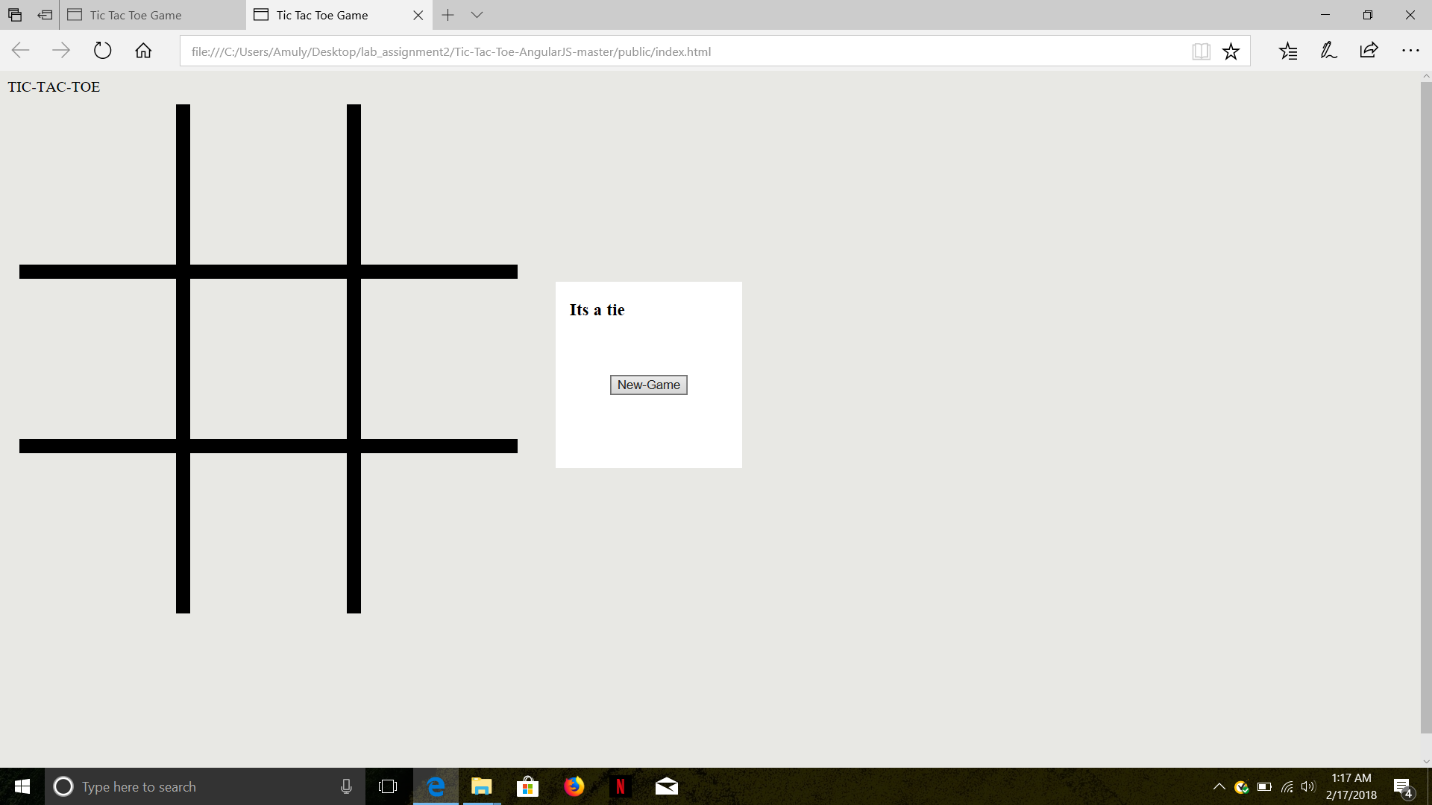 Tic Tac Toe Game
Tic Tac Toe Game
file:///C:/Users/Amuly/Desktop/lab_assignment2/Tic-Tac-Toe-AngularJS-master/public/index.html
TIC-TAC-TOE
Its a tie
New-Game
Type here to search
N
1:17 AM
2/17/2018
4